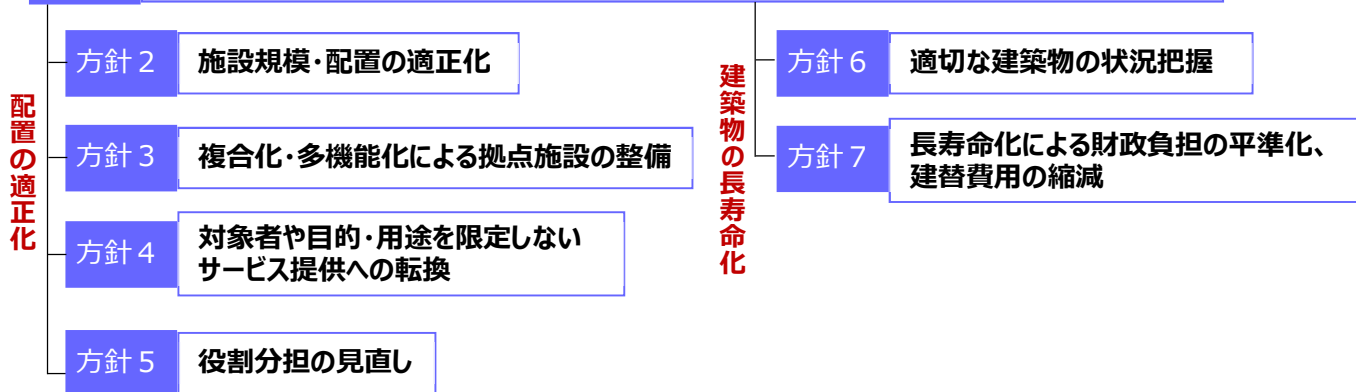 配置の適正化
方針２
施設規模・配置の適正化
方針３
複合化・多機能化による拠点施設の整備
方針４
対象者や目的・用途を限定しない
サービス提供への転換
方針５
役割分担の見直し
建築物の長寿命化
方針６
適切な建築物の状況把握
方針７
長寿命化による財政負担の平準化、
建替費用の縮減